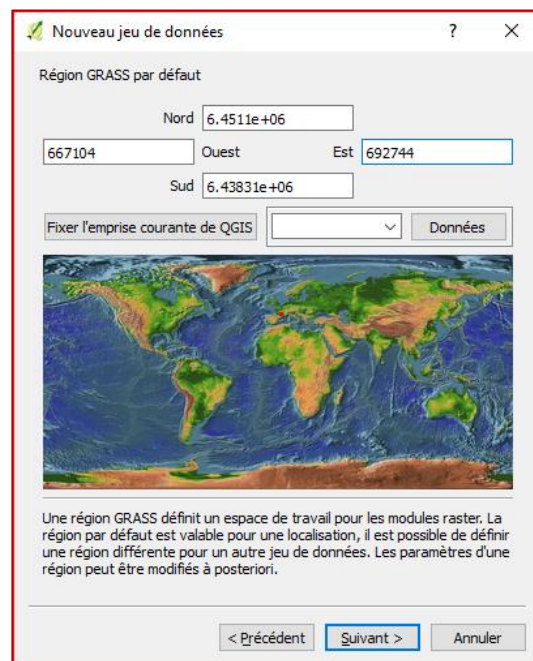 Nouveau jeu de données ? X
Région GRASS par défaut
Nord 6.4511e+06
667104 Ouest Est 692744
Sud 6.43831e+06
Fixer l'emprise courante de QGIS Données
Une région GRASS définit un espace de travail pour les modules raster. La
région par défaut est valable pour une localisation, il est possible de définir
une région différente pour un autre jeu de données. Les paramètres d'une
région peut être modifiés à posteriori.
< Précédent Suivant > Annuler